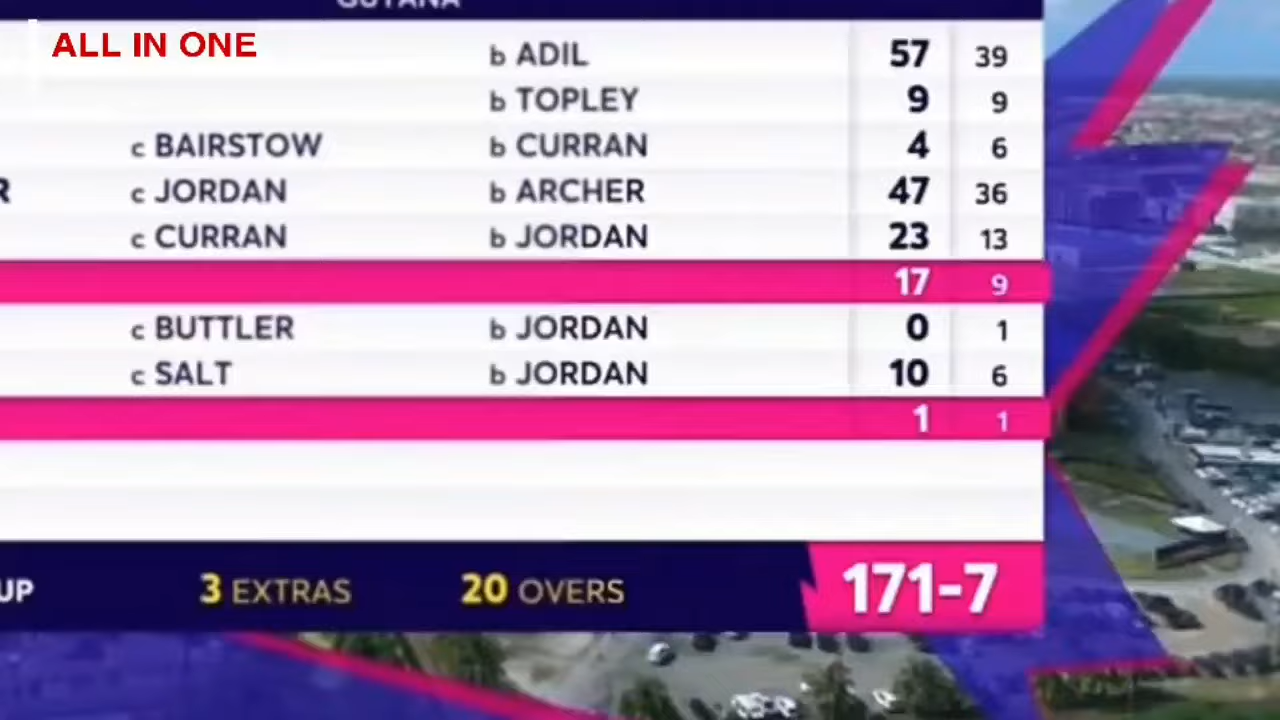 GUYANA
ALL IN ONE
b ADIL 57 39
b TOPLEY 9 9
c BAIRSTOW b CURRAN 4 6
R c JORDAN b ARCHER 47 36
c CURRAN b JORDAN 23 13
17 9
c BUTTLER b JORDAN 0 1
c SALT b JORDAN 10 6
1 1
UP 3 EXTRAS 20 OVERS 171-7